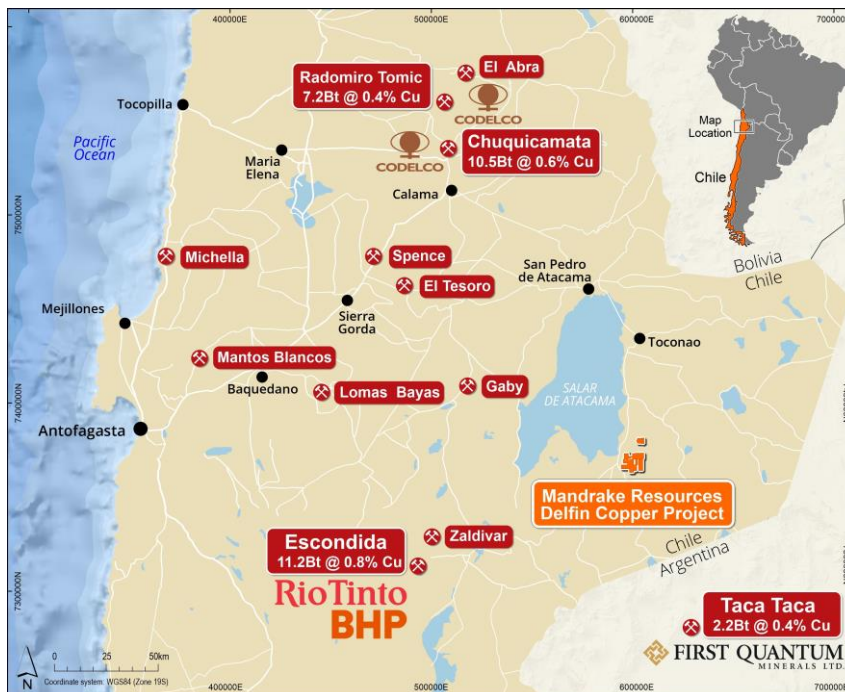 400000E
500000E
600000E
Radomiro Tomic
7.2Bt @ 0.4% Cu
El Abra
CODELCO
Tocopilla
Pacific
Ocean
Maria
Elena
CODELCO
Chuquicamata
10.5Bt @ 0.6% Cu
Calama
Map
Location
Chile
7500000N
Michella
Spence
El Tesoro
San Pedro
de Atacama
Bolivia
Chile
Mejillones
Sierra
Gorda
Toconao
Mantos Blancos
Baquedano
Lomas Bayas
Gaby
SALAR
DE ATACAMA
7400000N
7400000N
Antofagasta
Mandrake Resources
Delfin Copper Project
Zaldivar
Escondida
11.2Bt @ 0.8% Cu
RioTinto
BHP
Chile
Argentina
7300000N
Taca Taca
2.2Bt @ 0.4% Cu
FIRST QUANTUM
MINERALS LTD.
N
0
25
50km
Coordinate system: WGS84 (Zone 19S)
400000E
500000E
600000E